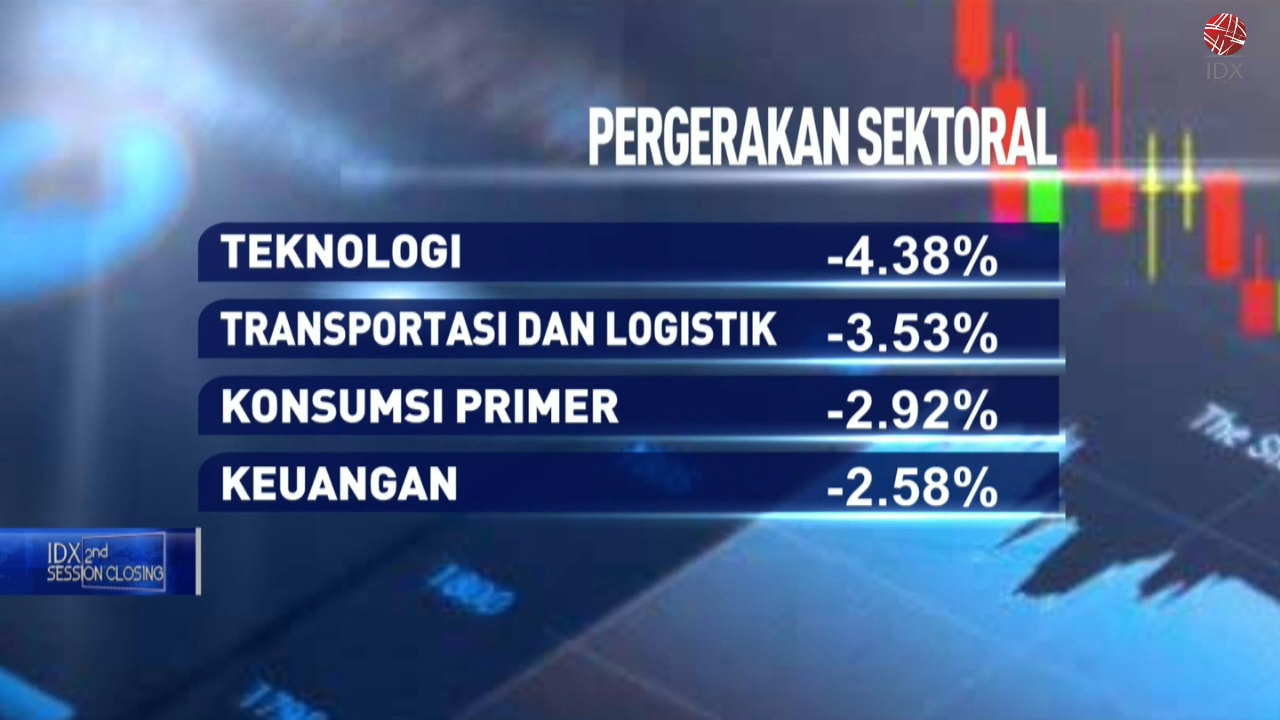 IDX
PERGERAKAN SEKTORAL
TEKNOLOGI -4.38%
TRANSPORTASI DAN LOGISTIK -3.53%
KONSUMSI PRIMER -2.92%
KEUANGAN -2.58%
The
IDX 2nd
SESSION CLOSING